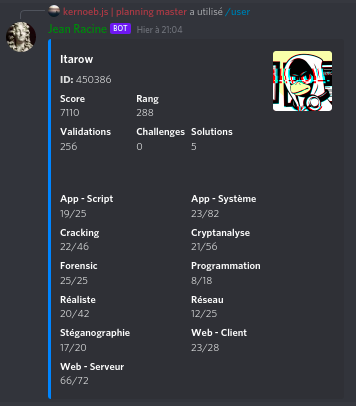 kernoeb.js | planning master a utilisé /user
Jean Racine BOT Hier à 21:04
Itarow
ID: 450386
Score Rang
7110 288
Validations Challenges Solutions
256 0 5
App - Script App - Système
19/25 23/82
Cracking Cryptanalyse
22/46 21/56
Forensic Programmation
25/25 8/18
Réaliste Réseau
20/42 12/25
Stéganographie Web - Client
17/20 23/28
Web - Serveur
66/72